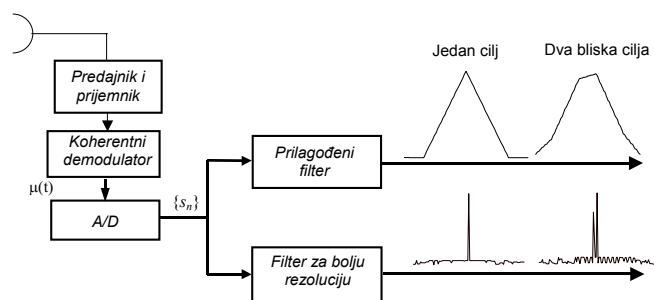 Jedan cilj
Dva bliska cilja
Predajnik i
prijemnik
Koherentni
demodulator
μ(t)
A/D
{sn}
Prilagođeni
filter
Filter za bolju
rezoluciju